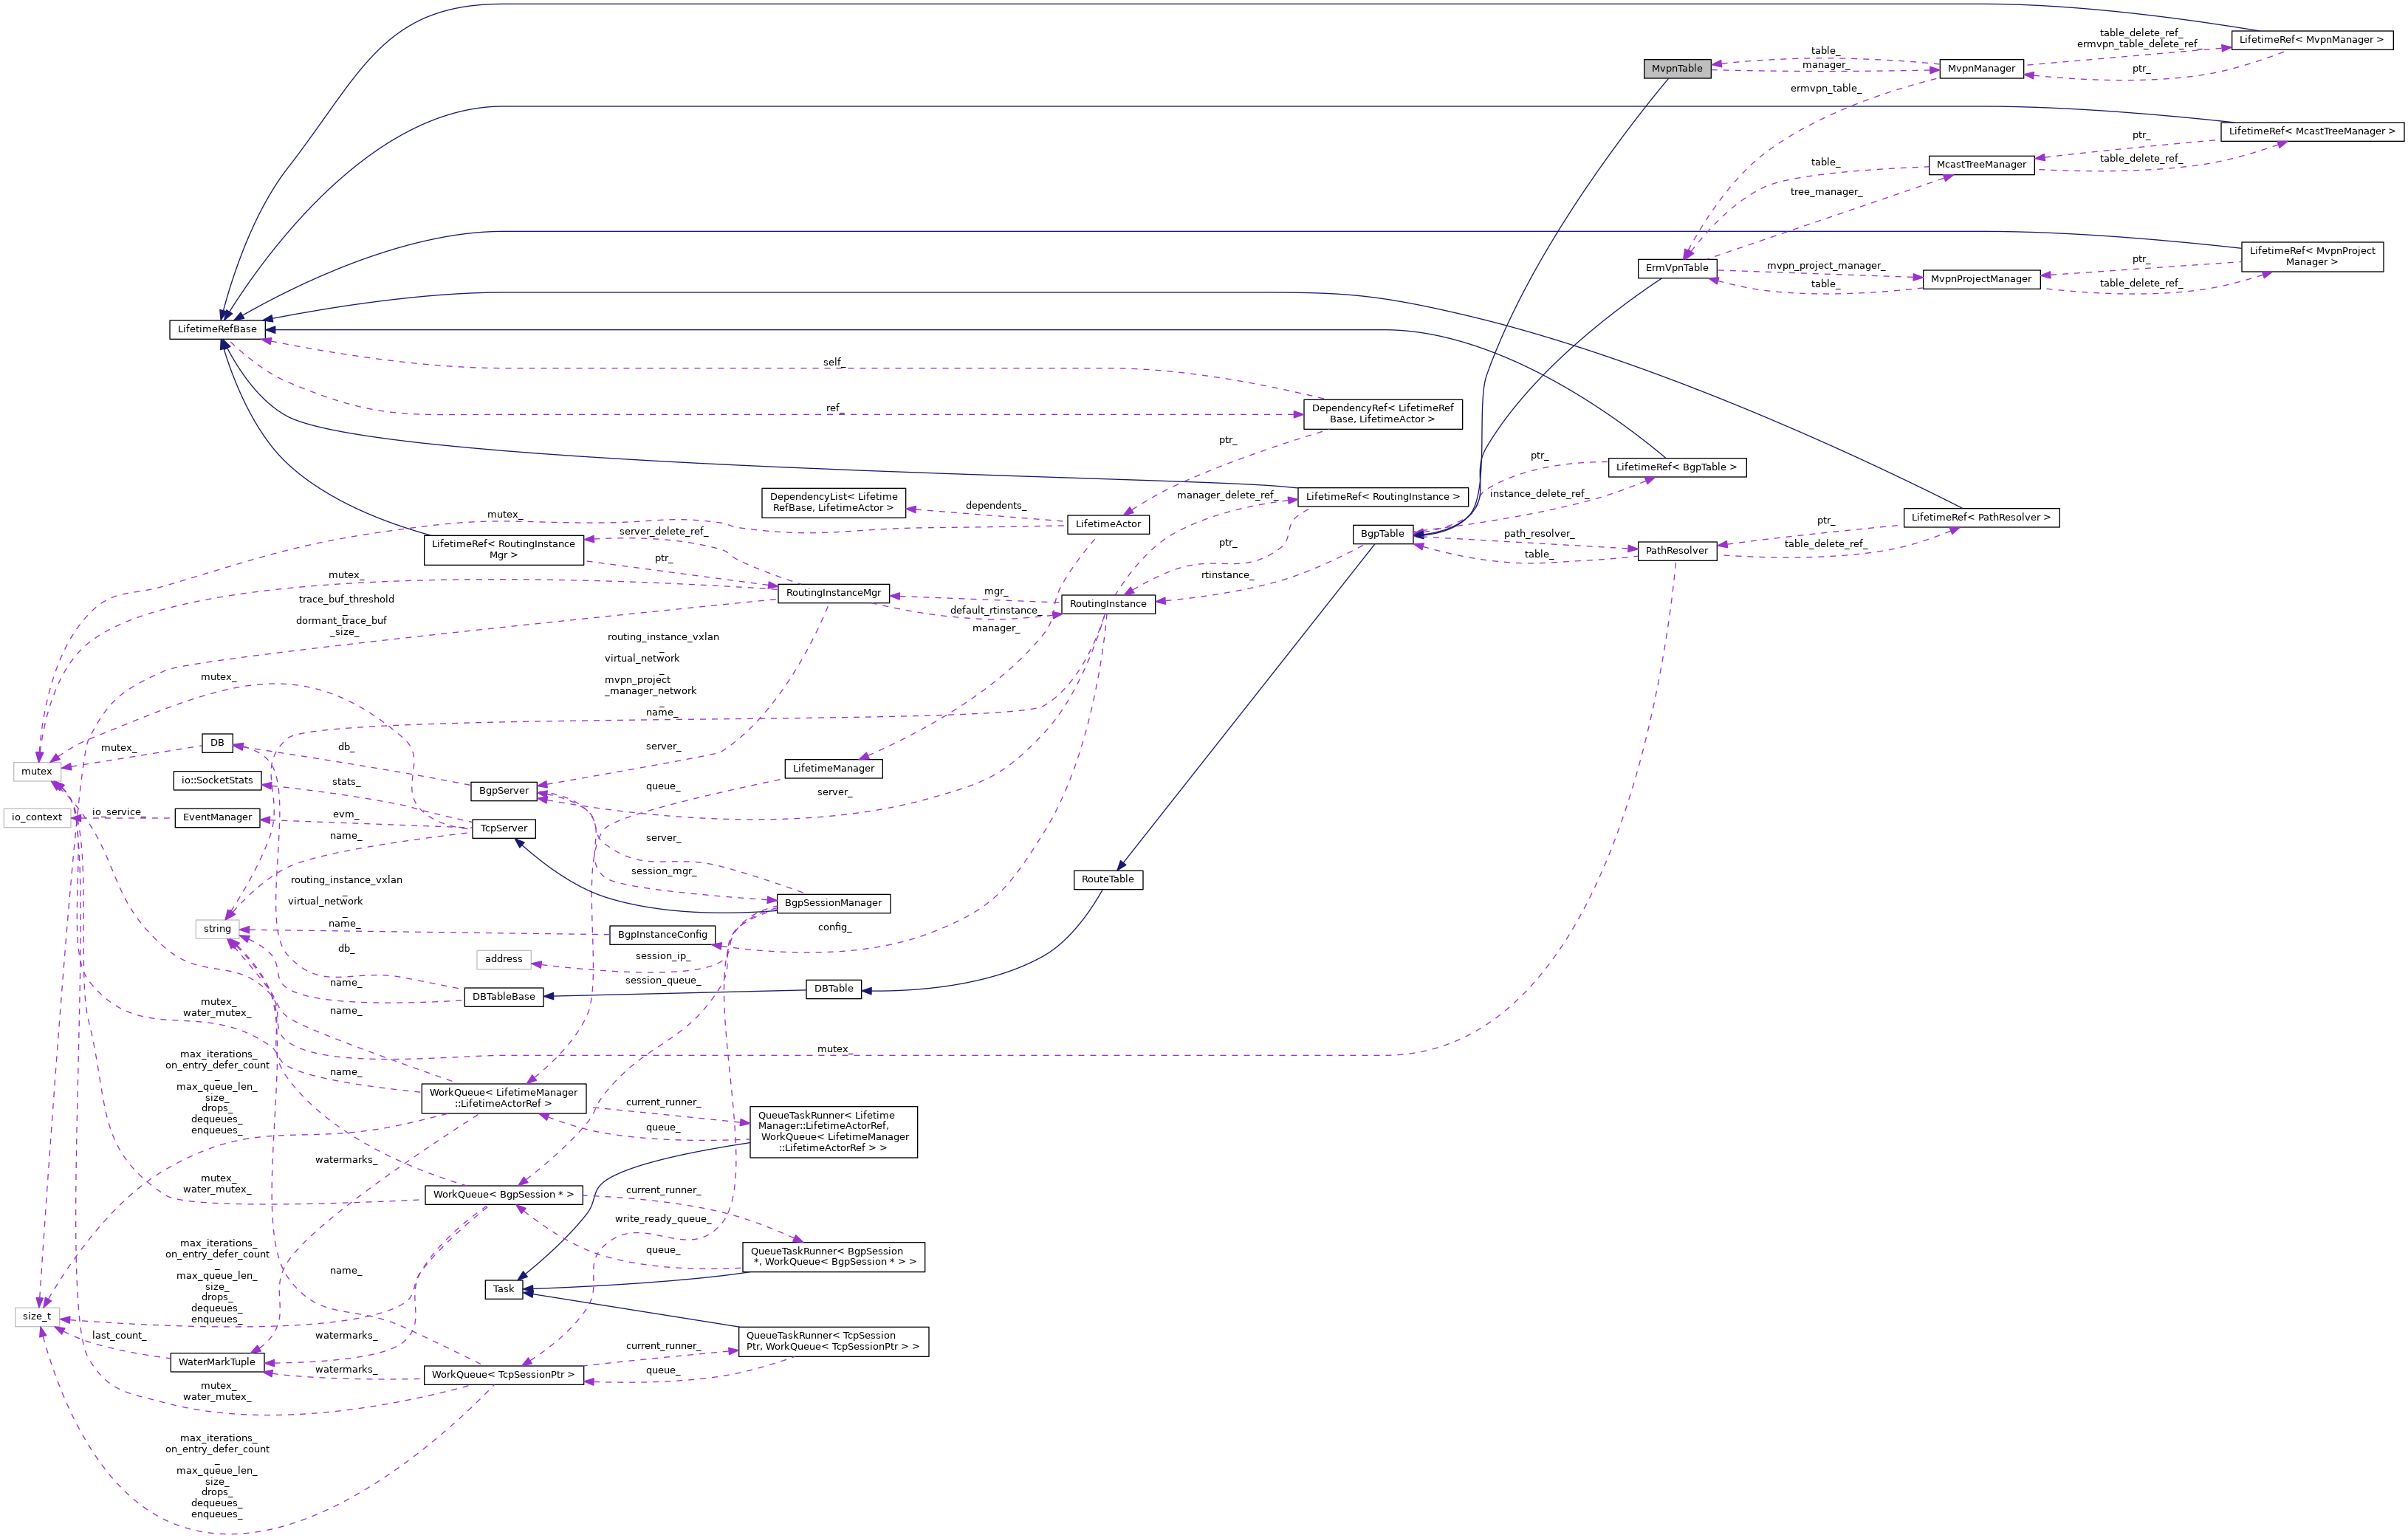 LifetimeRef< MvpnManager >
table_delete_ref_
ermvpn_table_delete_ref_
ptr_
MvpnTable
table_
manager_
MvpnManager
ermvpn_table_
LifetimeRef< McastTreeManager >
ptr_
table_delete_ref_
McastTreeManager
table_
tree_manager_
LifetimeRef< MvpnProject
Manager >
ptr_
table_delete_ref_
ErmVpnTable
mvpn_project_manager_
table_
MvpnProjectManager
LifetimeRefBase
self_
ref_
DependencyRef< LifetimeRef
Base, LifetimeActor >
ptr_
ptr_
LifetimeRef< BgpTable >
instance_delete_ref_
DependencyList< Lifetime
RefBase, LifetimeActor >
dependents_
manager_delete_ref_
LifetimeRef< RoutingInstance >
mutex_
LifetimeActor
ptr_
LifetimeRef< PathResolver >
table_delete_ref_
LifetimeRef< RoutingInstance
Mgr >
server_delete_ref_
ptr_
ptr_
BgpTable
path_resolver_
table_
PathResolver
mutex_
RoutingInstanceMgr
mgr_
default_rtinstance_
RoutingInstance
rtinstance_
trace_buf_threshold
_
dormant_trace_buf
_size_
manager_
routing_instance_vxlan
_
virtual_network
_
mvpn_project
_manager_network
_
name_
mutex_
DB
mutex_
db_
server_
mutex
io::SocketStats
stats_
BgpServer
queue_
LifetimeManager
server_
io_context
io_service_
EventManager
evm_
TcpServer
name_
server_
session_mgr_
RouteTable
routing_instance_vxlan
_
virtual_network
_
name_
string
BgpSessionManager
BgpInstanceConfig
config_
db_
address
session_ip_
name_
DBTableBase
session_queue_
DBTable
mutex_
water_mutex_
name_
mutex_
max_iterations_
on_entry_defer_count
_
max_queue_len_
size_
drops_
dequeues_
enqueues_
name_
WorkQueue< LifetimeManager
::LifetimeActorRef >
current_runner_
queue_
QueueTaskRunner< Lifetime
Manager::LifetimeActorRef,
WorkQueue< LifetimeManager
::LifetimeActorRef > >
watermarks_
mutex_
water_mutex_
WorkQueue< BgpSession * >
current_runner_
write_ready_queue_
queue_
QueueTaskRunner< BgpSession
*, WorkQueue< BgpSession * > >
max_iterations_
on_entry_defer_count
_
max_queue_len_
size_
drops_
dequeues_
enqueues_
name_
Task
size_t
last_count_
watermarks_
WaterMarkTuple
watermarks_
WorkQueue< TcpSessionPtr >
current_runner_
queue_
QueueTaskRunner< TcpSession
Ptr, WorkQueue< TcpSessionPtr > >
mutex_
water_mutex_
max_iterations_
on_entry_defer_count
_
max_queue_len_
size_
drops_
dequeues_
enqueues_